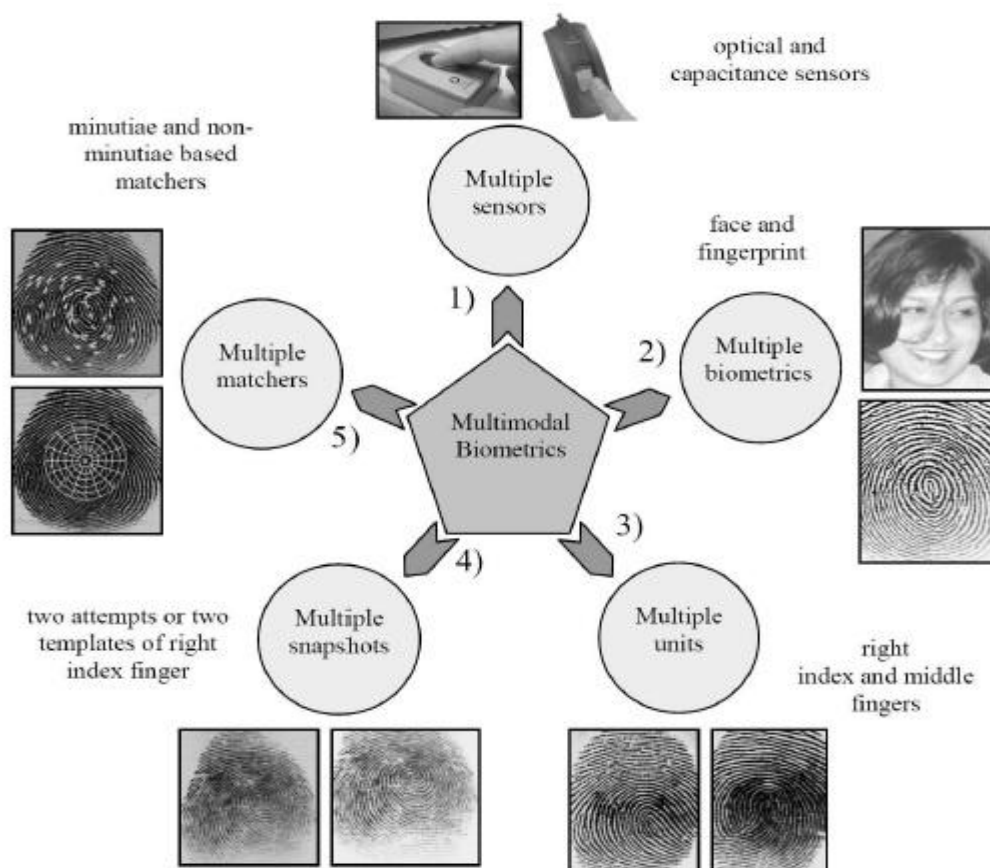 optical and
capacitance sensors
minutiae and non-
minutiae based
matchers
Multiple
sensors
face and
fingerprint
1)
2)
Multiple
matchers
Multiple
biometrics
Multimodal
Biometrics
5)
3)
4)
two attempts or two
templates of right
index finger
Multiple
snapshots
Multiple
units
right
index and middle
fingers